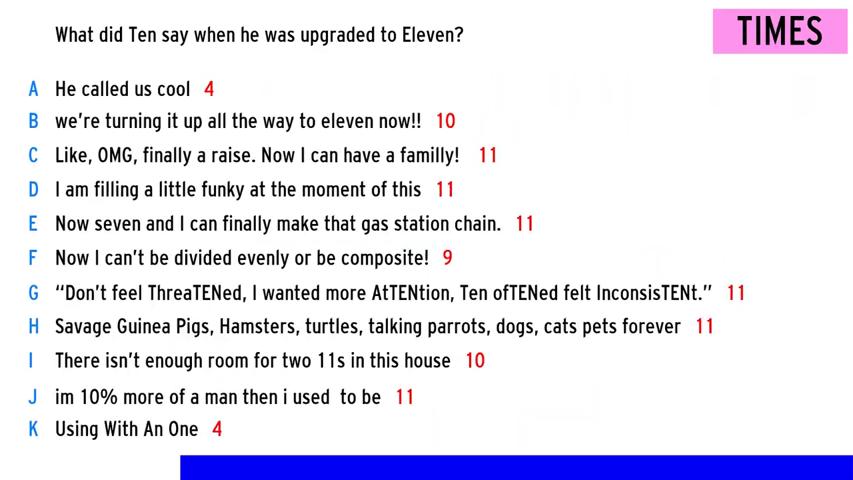 What did Ten say when he was upgraded to Eleven?
TIMES
A He called us cool 4
B we're turning it up all the way to eleven now!! 10
C Like, OMG, finally a raise. Now I can have a familly! 11
D I am filling a little funky at the moment of this 11
E Now seven and I can finally make that gas station chain. 11
F Now I can't be divided evenly or be composite! 9
G “Don't feel ThreaTENed, I wanted more AtTENtion, Ten ofTENed felt InconsisTENt.” 11
H Savage Guinea Pigs, Hamsters, turtles, talking parrots, dogs, cats pets forever 11
I There isn't enough room for two 11s in this house 10
J im 10% more of a man then i used to be 11
K Using With An One 4